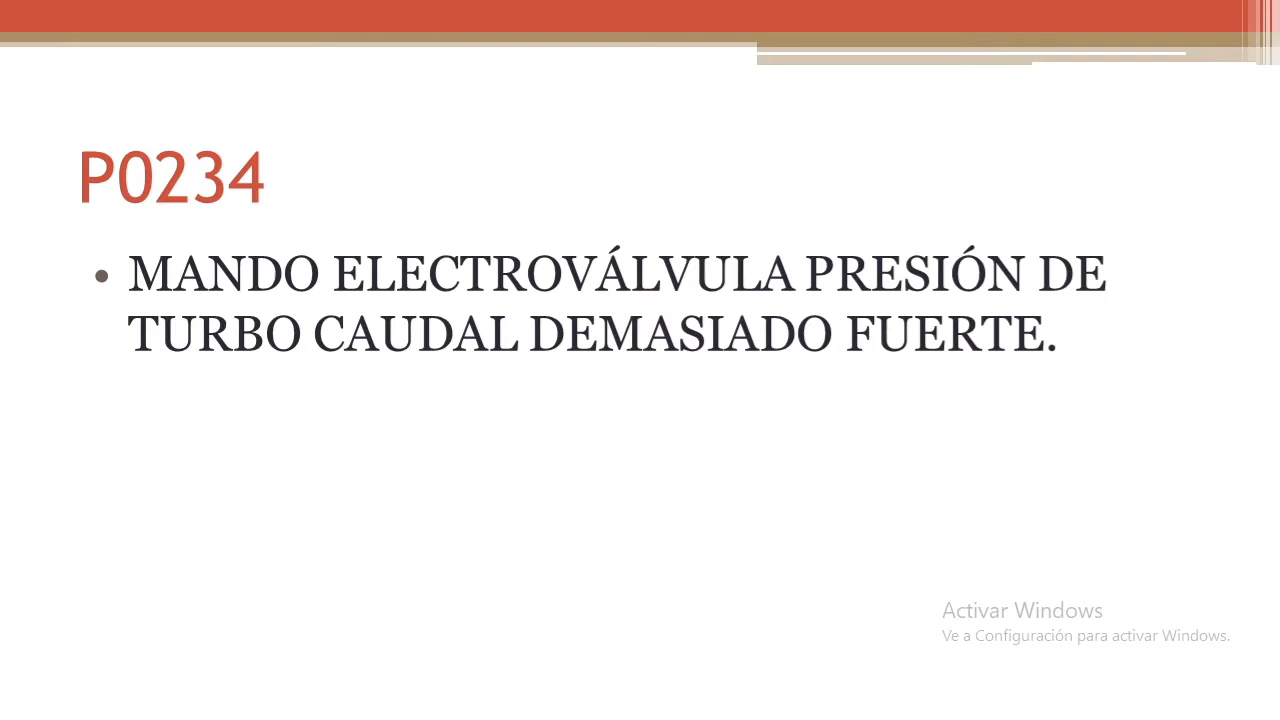 P0234
• MANDO ELECTROVÁLVULA PRESIÓN DE
TURBO CAUDAL DEMASIADO FUERTE.
Activar Windows
Ve a Configuración para activar Windows.